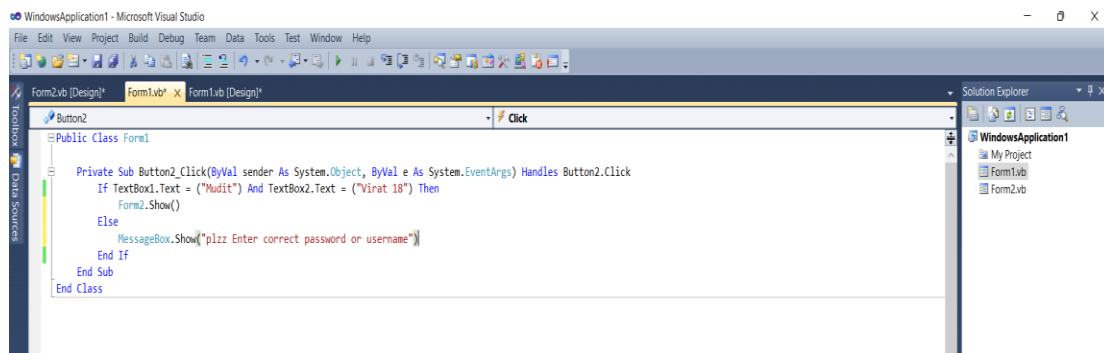 WindowsApplication1 - Microsoft Visual Studio
File Edit View Project Build Debug Team Data Tools Test Window Help
Form2.vb [Design]* Form1.vb* X Form1.vb [Design]*
Solution Explorer
Toolbox
Data Sources
Button2
Click
Public Class Form1
Private Sub Button2_Click(ByVal sender As System.Object, ByVal e As System.EventArgs) Handles Button2.Click
If TextBox1.Text = ("Mudit") And TextBox2.Text = ("Virat 18") Then
Form2.Show()
Else
MessageBox.Show("plzz Enter correct password or username")
End If
End Sub
End Class
WindowsApplication1
My Project
Form1.vb
Form2.vb